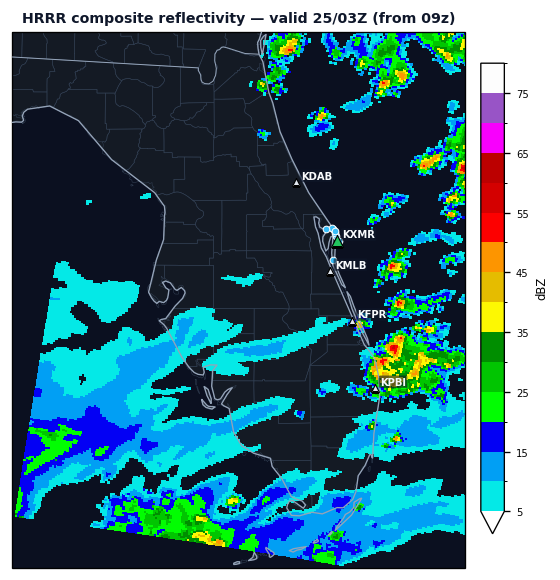 HRRR composite reflectivity — valid 25/03Z (from 09z)
KDAB
KXMR
KMLB
KFPR
KPBI
75
65
55
45
35
25
15
5
dBZ